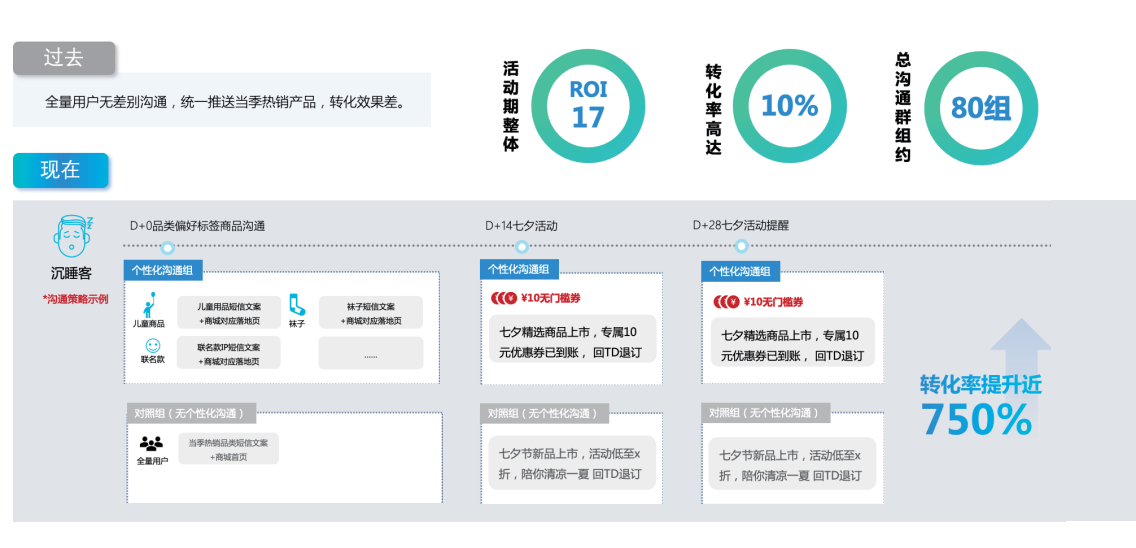 过去
全量用户无差别沟通，统一推送当季热销产品，转化效果差。
活动期整体
ROI
17
转化率高达
10%
总沟通群组约
80组
现在
沉睡客
*沟通策略示例
D+0品类偏好标签商品沟通
D+14七夕活动
D+28七夕活动提醒
个性化沟通组
儿童商品
儿童用品短信文案
+商城对应落地页
袜子
袜子短信文案
+商城对应落地页
联名款
联名款IP短信文案
+商城对应落地页
......
个性化沟通组
¥10无门槛券
七夕精选商品上市，专属10
元优惠券已到账， 回TD退订
个性化沟通组
¥10无门槛券
七夕精选商品上市，专属10
元优惠券已到账， 回TD退订
对照组（无个性化沟通）
全量用户
当季热销品类短信文案
+商城首页
对照组（无个性化沟通）
七夕节新品上市，活动低至x
折，陪你清凉一夏 回TD退订
对照组（无个性化沟通）
七夕节新品上市，活动低至x
折，陪你清凉一夏 回TD退订
转化率提升近
750%